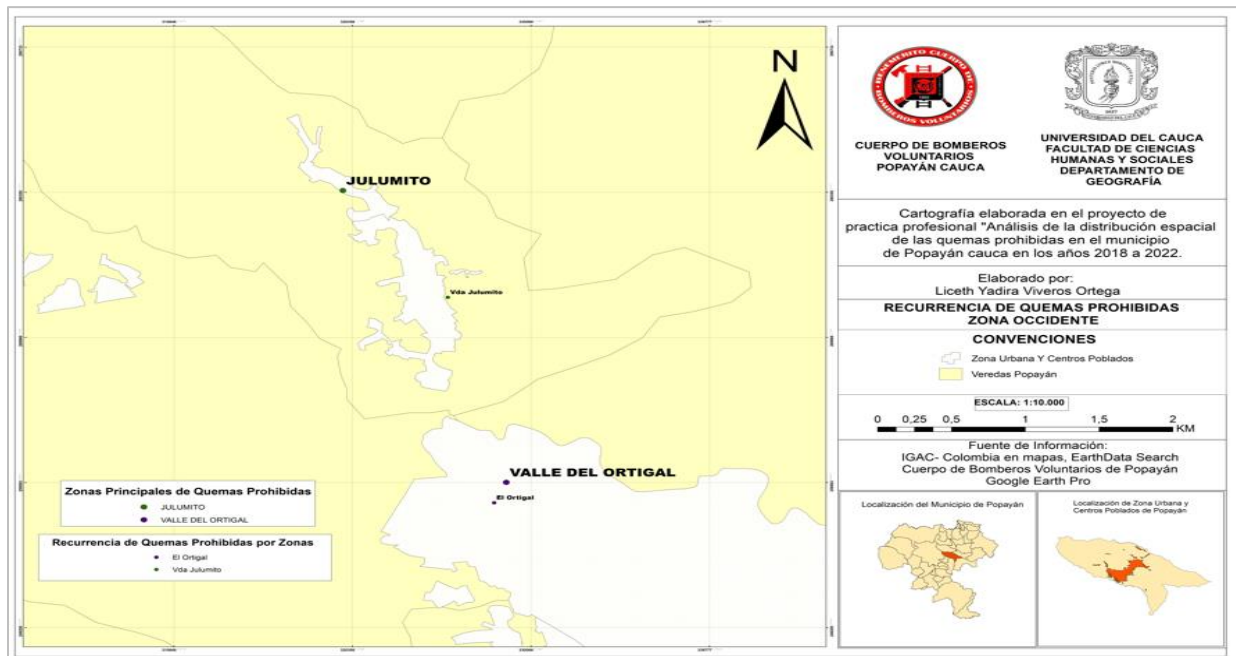 N
JULUMITO
Vda Julumito
VALLE DEL ORTIGAL
El Ortigal
Zonas Principales de Quemas Prohibidas
JULUMITO
VALLE DEL ORTIGAL
Recurrencia de Quemas Prohibidas por Zonas
El Ortigal
Vda Julumito
BENEMERITO CUERPO DE
BOMBEROS VOLUNTARIOS
CUERPO DE BOMBEROS
VOLUNTARIOS
POPAYÁN CAUCA
UNIVERSIDAD DEL CAUCA
FACULTAD DE CIENCIAS
HUMANAS Y SOCIALES
DEPARTAMENTO DE
GEOGRAFÍA
Cartografía elaborada en el proyecto de
practica profesional "Análisis de la distribución espacial
de las quemas prohibidas en el municipio
de Popayán cauca en los años 2018 a 2022.
Elaborado por:
Liceth Yadira Viveros Ortega
RECURRENCIA DE QUEMAS PROHIBIDAS
ZONA OCCIDENTE
CONVENCIONES
Zona Urbana Y Centros Poblados
Veredas Popayán
ESCALA: 1:10.000
0 0,25 0,5 1 1,5 2
KM
Fuente de Información:
IGAC- Colombia en mapas, EarthData Search
Cuerpo de Bomberos Voluntarios de Popayán
Google Earth Pro
Localización del Municipio de Popayán
Localización de Zona Urbana y
Centros Poblados de Popayán